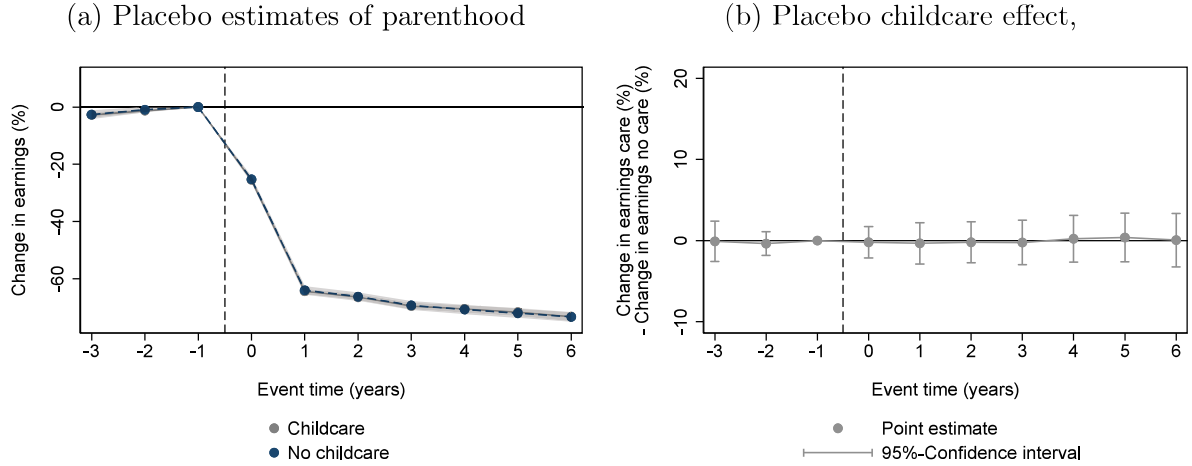 (a) Placebo estimates of parenthood
(b) Placebo childcare effect,
Change in earnings (%)
0
-20
-40
-60
-3 -2 -1 0 1 2 3 4 5 6
Event time (years)
Childcare
No childcare
Change in earnings care (%)
- Change in earnings no care (%)
20
10
0
-10
-3 -2 -1 0 1 2 3 4 5 6
Event time (years)
Point estimate
95%-Confidence interval